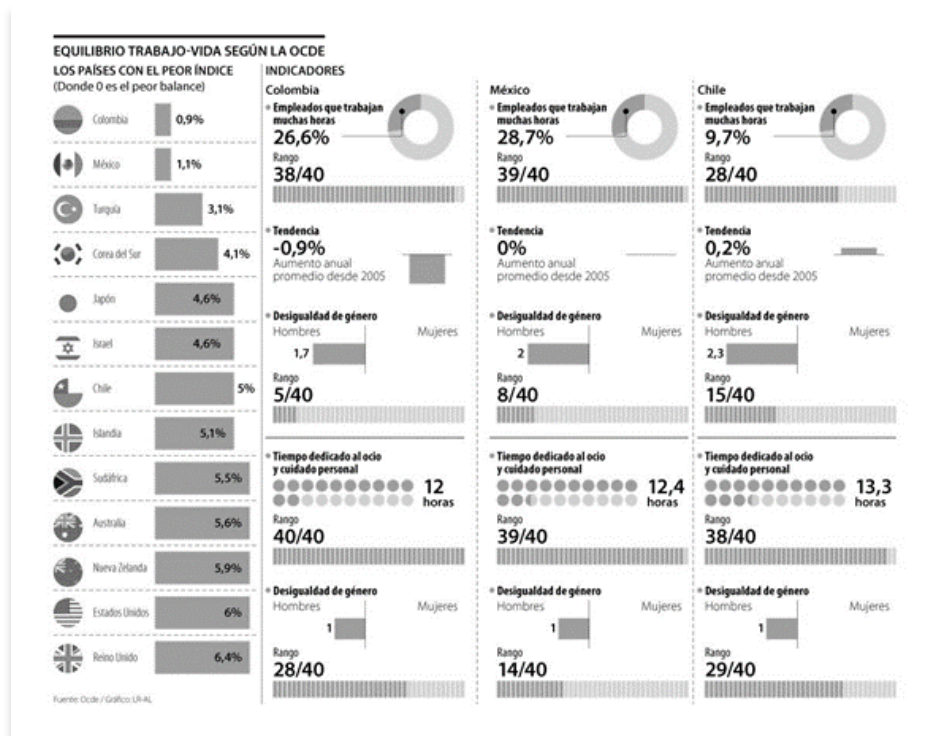 EQUILIBRIO TRABAJO-VIDA SEGÚN LA OCDE
LOS PAÍSES CON EL PEOR ÍNDICE
(Donde 0 es el peor balance)
Colombia 0,9%
México 1,1%
Turquía 3,1%
Corea del Sur 4,1%
Japón 4,6%
Israel 4,6%
Chile 5%
Islandia 5,1%
Sudáfrica 5,5%
Australia 5,6%
Nueva Zelanda 5,9%
Estados Unidos 6%
Reino Unido 6,4%
Fuente: Ocde / Gráfico: LR-AL
INDICADORES
Colombia
Empleados que trabajan
muchas horas
26,6%
Rango
38/40
Tendencia
-0,9%
Aumento anual
promedio desde 2005
Desigualdad de género
Hombres Mujeres
1,7
Rango
5/40
Tiempo dedicado al ocio
y cuidado personal
12
horas
Rango
40/40
Desigualdad de género
Hombres Mujeres
1
Rango
28/40
México
Empleados que trabajan
muchas horas
28,7%
Rango
39/40
Tendencia
0%
Aumento anual
promedio desde 2005
Desigualdad de género
Hombres Mujeres
2
Rango
8/40
Tiempo dedicado al ocio
y cuidado personal
12,4
horas
Rango
39/40
Desigualdad de género
Hombres Mujeres
1
Rango
14/40
Chile
Empleados que trabajan
muchas horas
9,7%
Rango
28/40
Tendencia
0,2%
Aumento anual
promedio desde 2005
Desigualdad de género
Hombres Mujeres
2,3
Rango
15/40
Tiempo dedicado al ocio
y cuidado personal
13,3
horas
Rango
38/40
Desigualdad de género
Hombres Mujeres
1
Rango
29/40